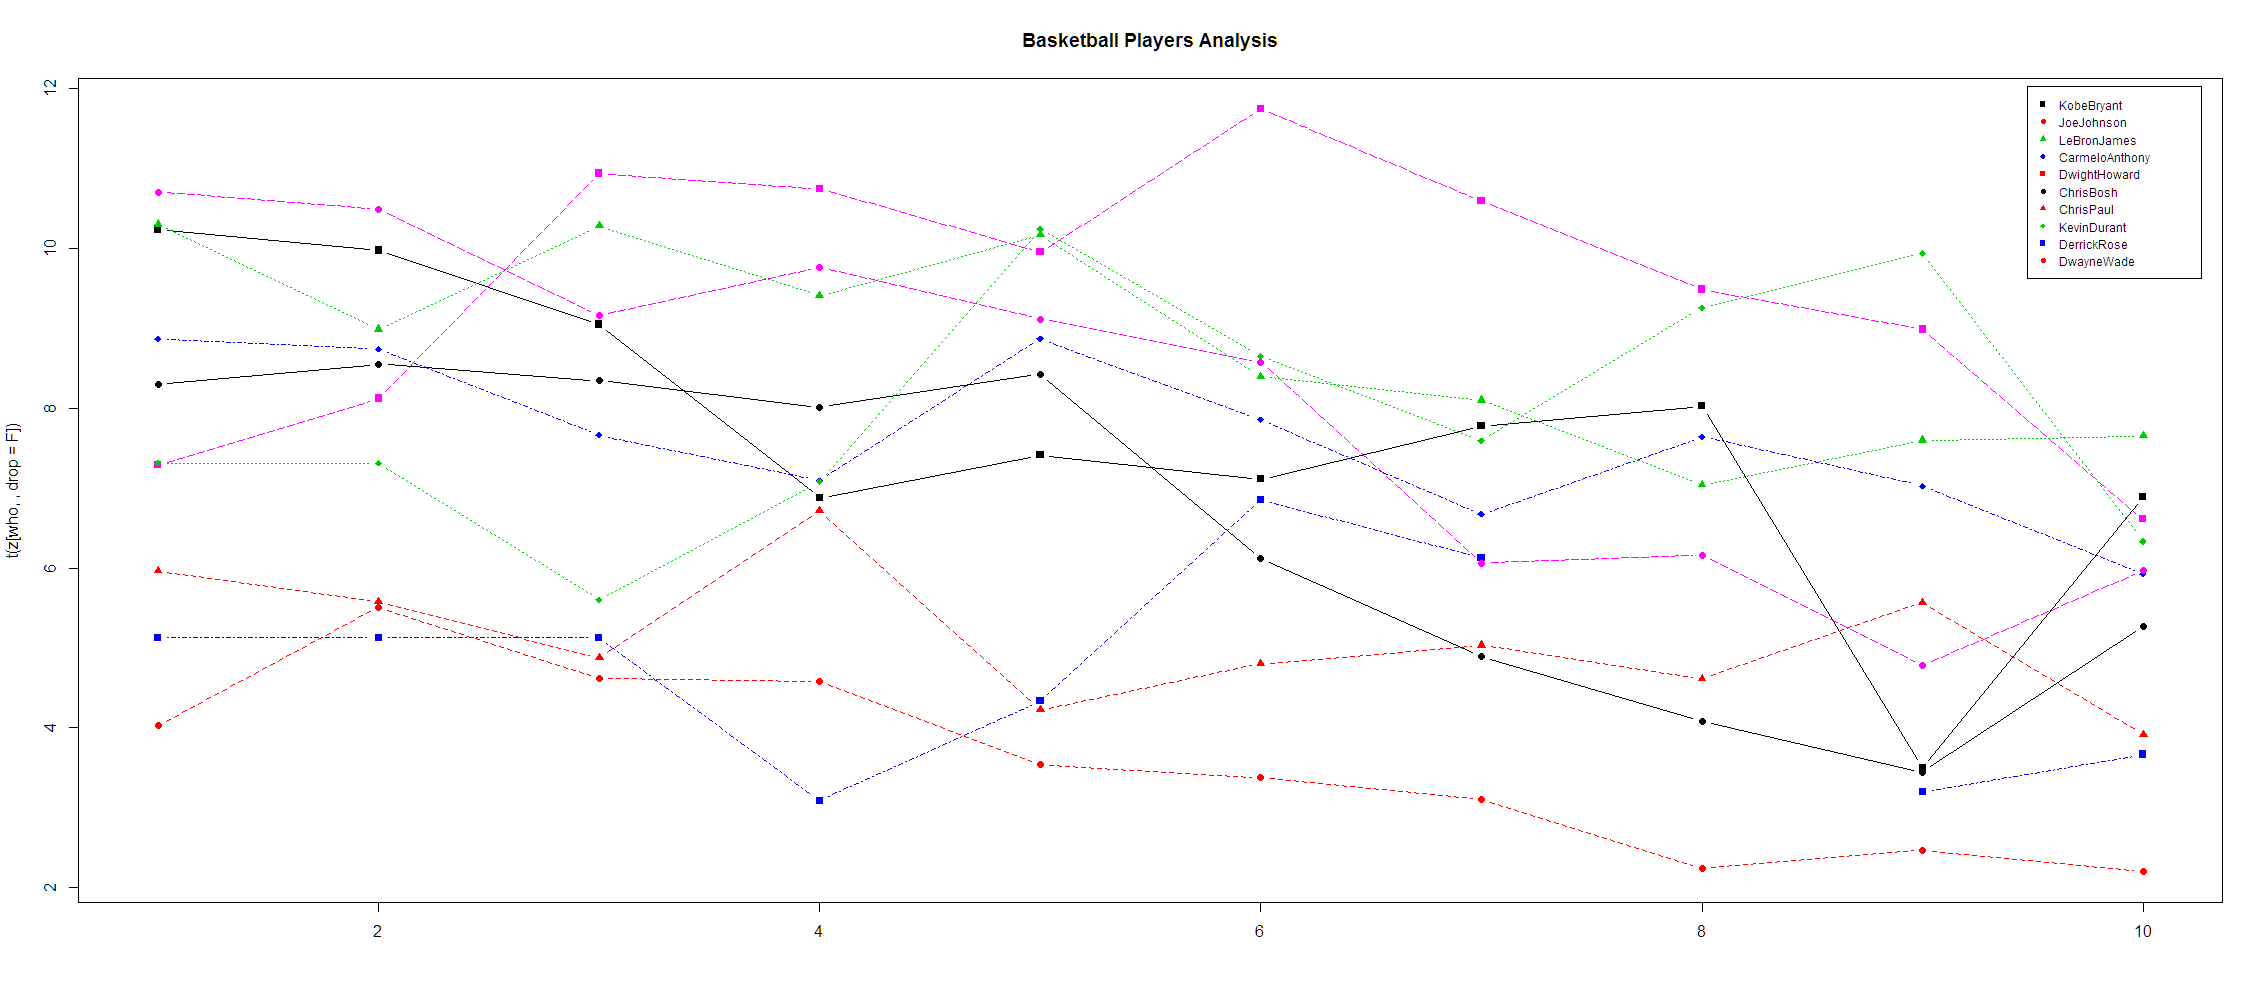 Basketball Players Analysis
12
10
8
6
4
2
t(z[who, , drop = F])
KobeBryant
JoeJohnson
LeBronJames
CarmeloAnthony
DwightHoward
ChrisBosh
ChrisPaul
KevinDurant
DerrickRose
DwayneWade
2 4 6 8 10